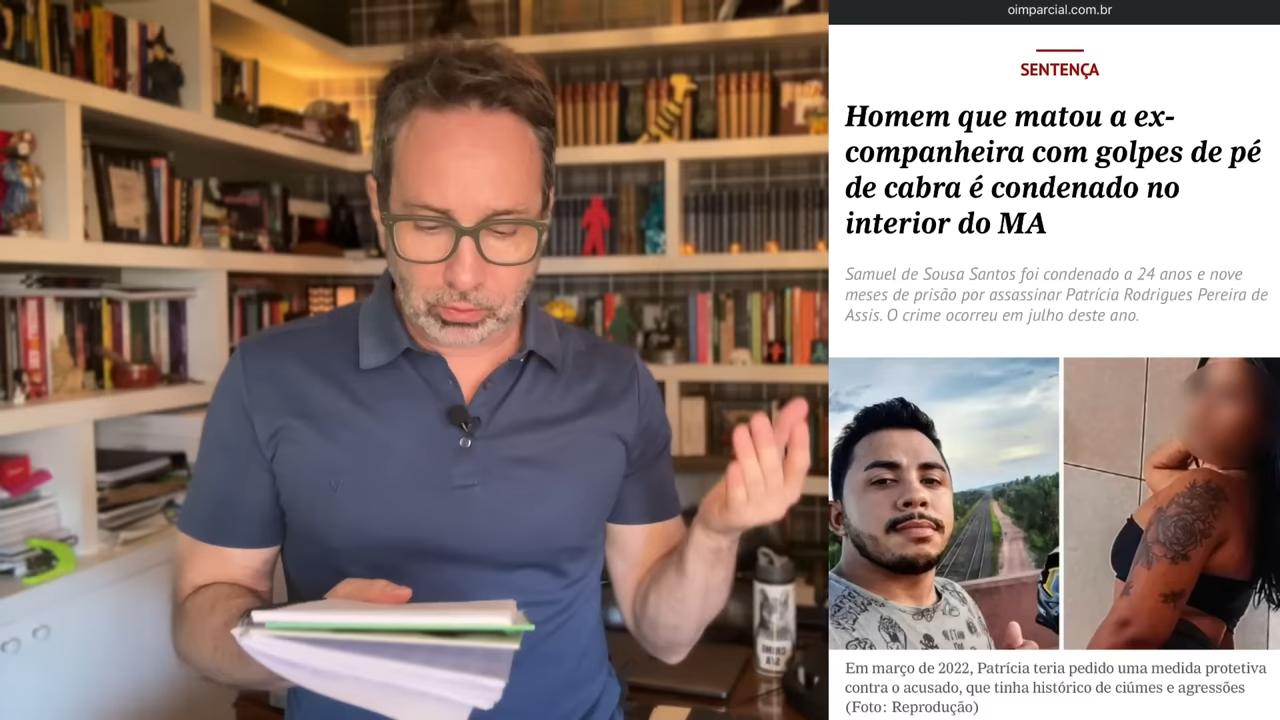 oimparcial.com.br
SENTENÇA
Homem que matou a ex-
companheira com golpes de pé
de cabra é condenado no
interior do MA
Samuel de Sousa Santos foi condenado a 24 anos e nove
meses de prisão por assassinar Patrícia Rodrigues Pereira de
Assis. O crime ocorreu em julho deste ano.
Em março de 2022, Patrícia teria pedido uma medida protetiva
contra o acusado, que tinha histórico de ciúmes e agressões
(Foto: Reprodução)